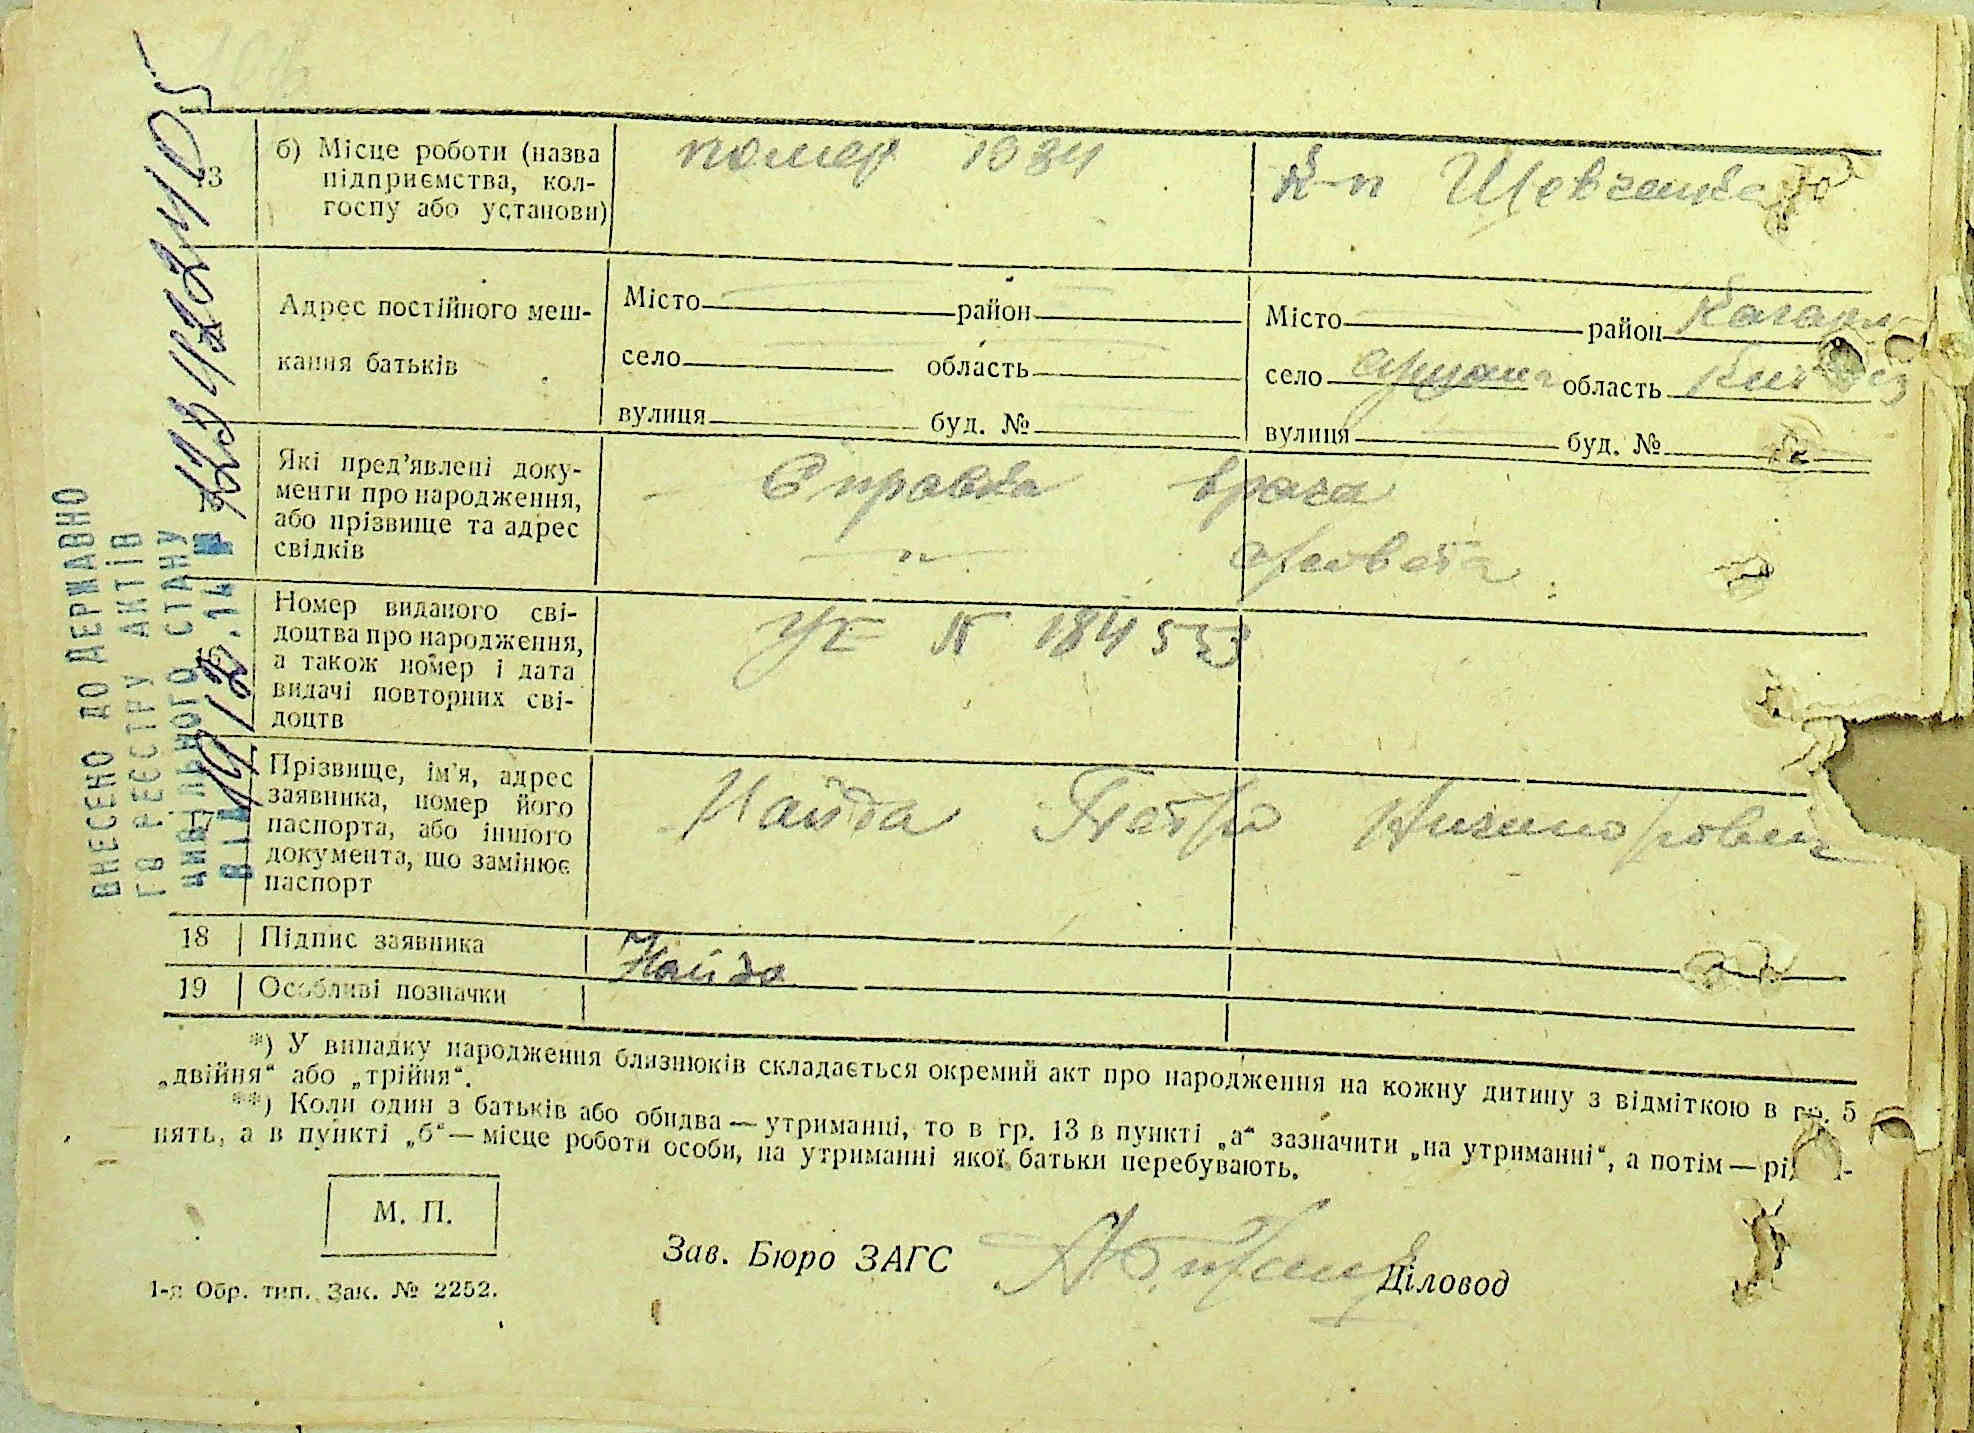 13 б) Місце роботи (назва
підприємства, кол-
госпу або установи)
помер 1934
к-п Шевченка
Адрес постійного меш-
кання батьків
Місто район
село область
вулиця буд. №
Місто район Кагарл
село область
вулиця буд. №
Які пред’явлені доку-
менти про народження,
або прізвище та адрес
свідків
Справка врача
—"—
Номер виданого сві-
доцтва про народження,
а також номер і дата
видачі повторних сві-
доцтв
№ 184553
Прізвище, ім’я, адрес
заявника, номер його
паспорта, або іншого
документа, що замінює
паспорт
Найда Петро Ничипорович
18 Підпис заявника
Найда
19 Особливі позначки
*) У випадку народження близнюків складається окремий акт про народження на кожну дитину з відміткою в гр. 5
„двійня“ або „трійня“.
**) Коли один з батьків або обидва — утриманці, то в гр. 13 в пункті „а“ зазначити „на утриманні“, а потім —
нять, а в пункті „б“ — місце роботи особи, на утриманні якої батьки перебувають.
М. П.
Зав. Бюро ЗАГС
Діловод
1-я Обр. тип. Зак. № 2252.
ВНЕСЕНО ДО ДЕРЖАВНО
ГО РЕЄСТРУ АКТІВ
ЦИВІЛЬНОГО СТАНУ
ВІД